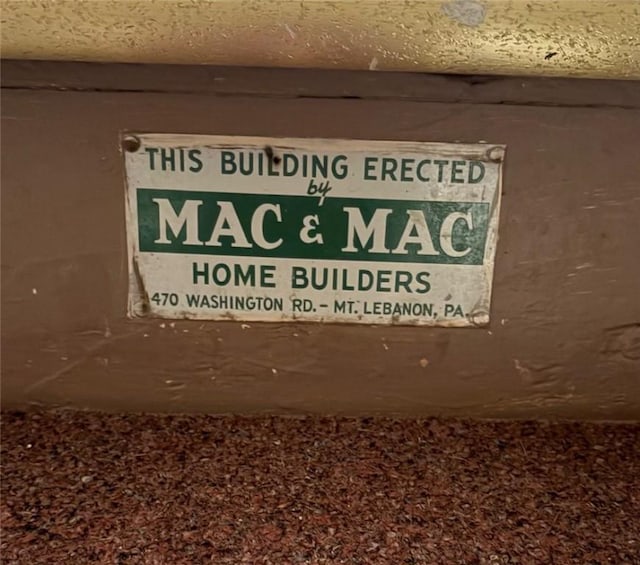 THIS BUILDING ERECTED
by
MAC & MAC
HOME BUILDERS
470 WASHINGTON RD. - MT. LEBANON, PA.